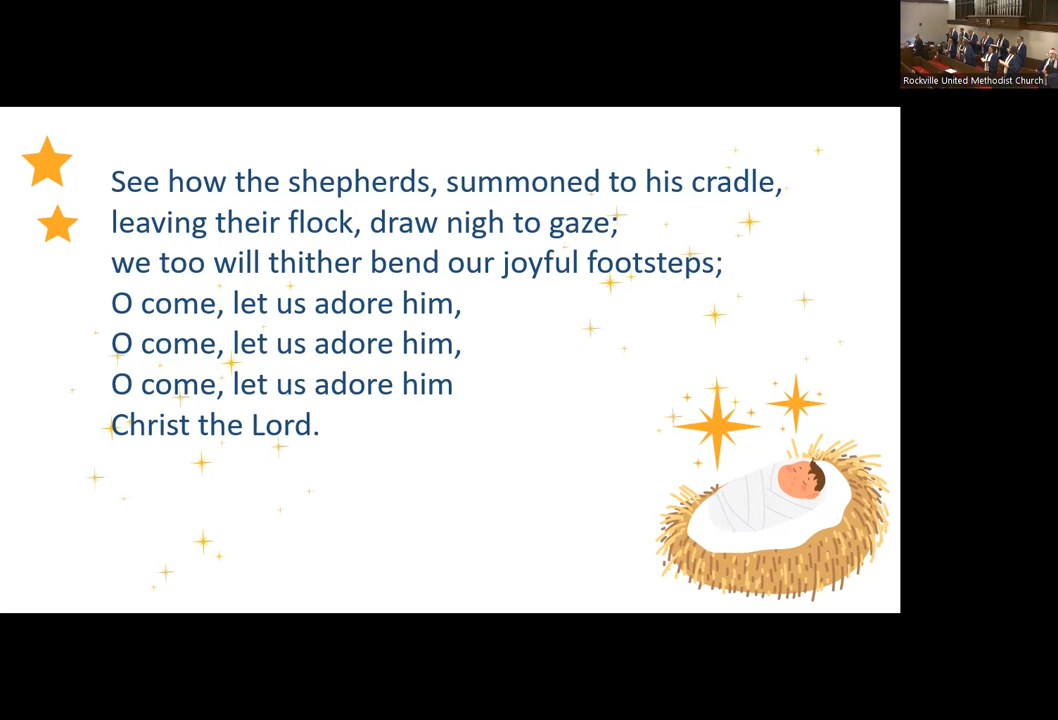 Rockville United Methodist Church
See how the shepherds, summoned to his cradle,
leaving their flock, draw nigh to gaze;
we too will thither bend our joyful footsteps;
O come, let us adore him,
O come, let us adore him,
O come, let us adore him
Christ the Lord.